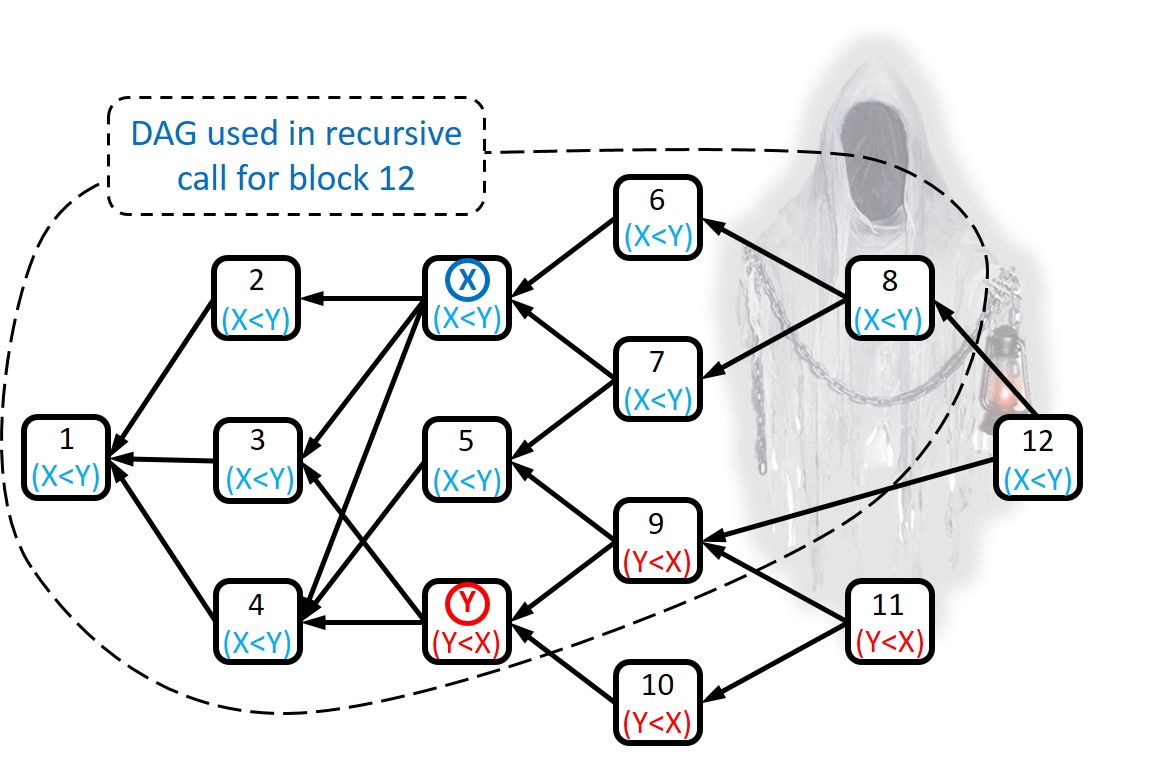 DAG used in recursive
call for block 12
6
(X<Y)
2
(X<Y)
X
(X<Y)
8
(X<Y)
7
(X<Y)
1
(X<Y)
3
(X<Y)
5
(X<Y)
12
(X<Y)
9
(Y<X)
4
(X<Y)
Y
(Y<X)
11
(Y<X)
10
(Y<X)